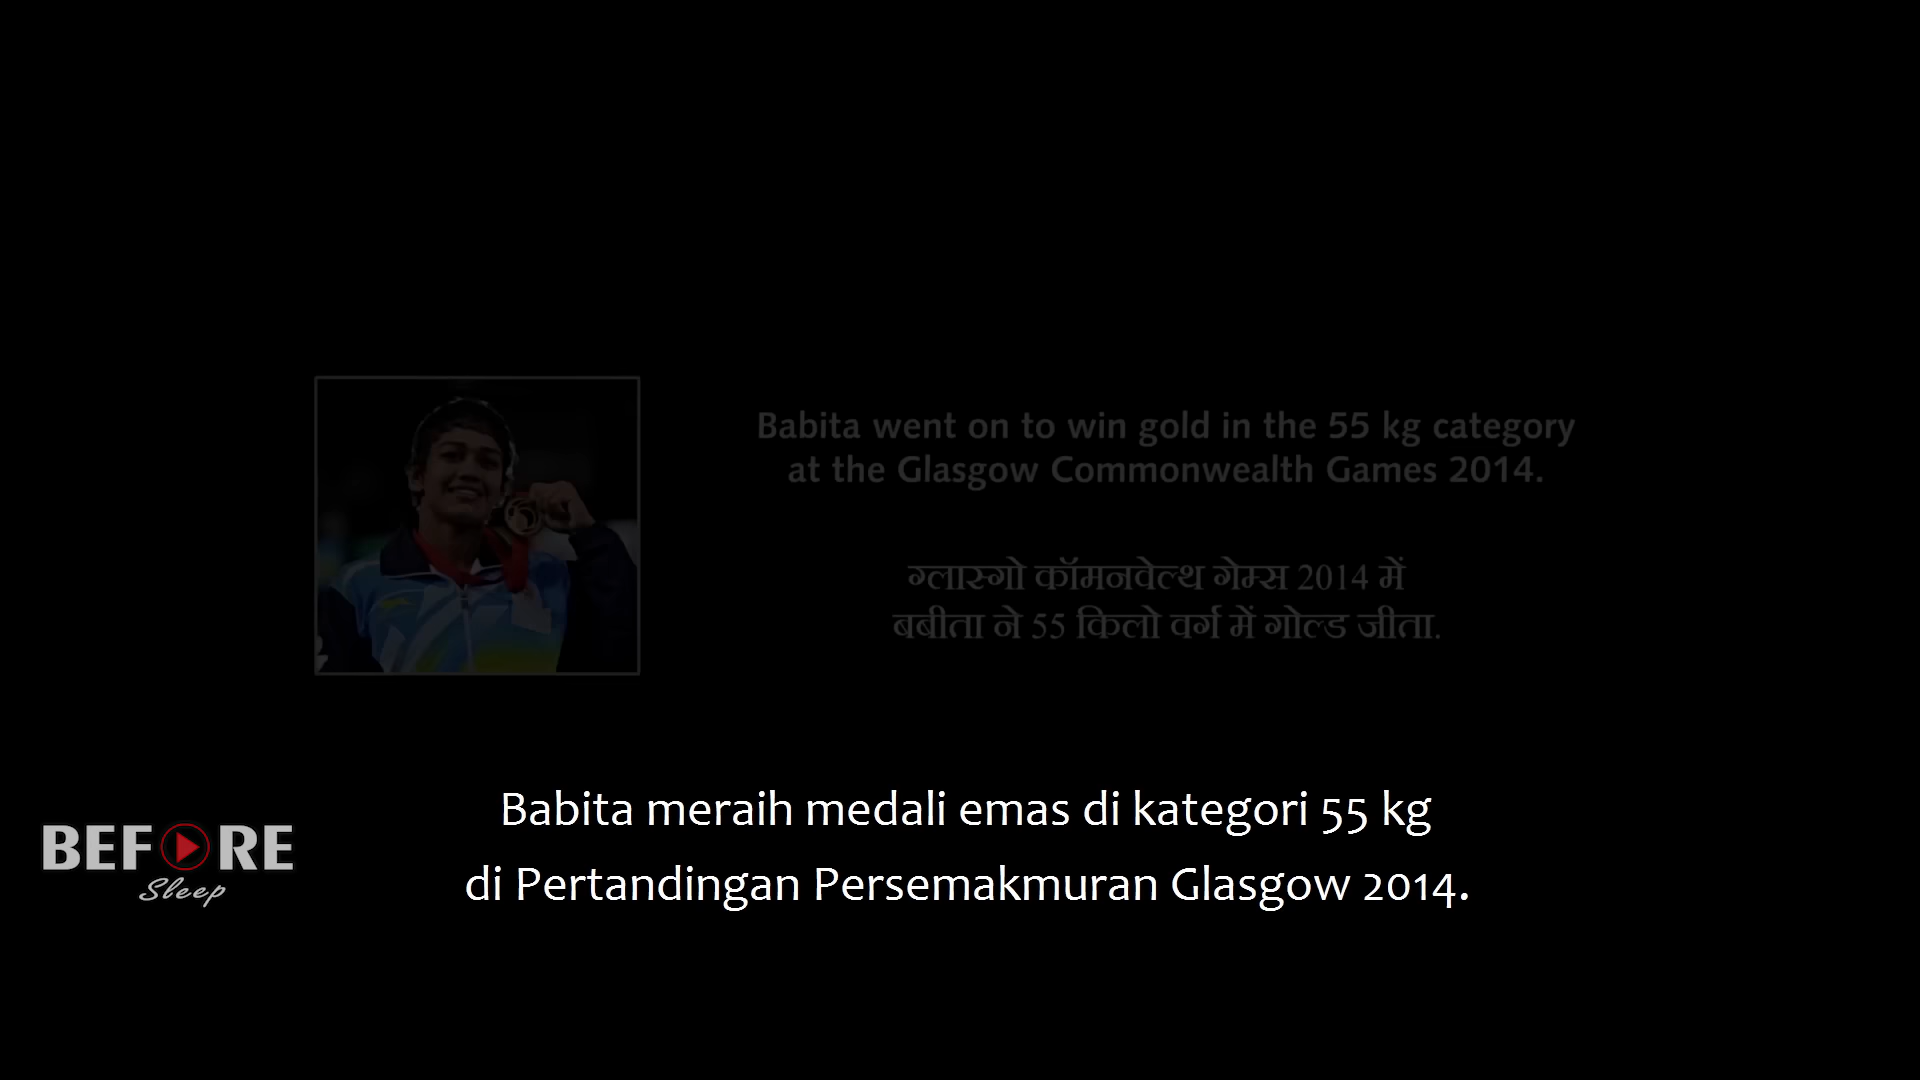 Babita went on to win gold in the 55 kg category
at the Glasgow Commonwealth Games 2014.
ग्लास्गो कॉमनवेल्थ गेम्स 2014 में
बबीता ने 55 किलो वर्ग में गोल्ड जीता.
Babita meraih medali emas di kategori 55 kg
di Pertandingan Persemakmuran Glasgow 2014.
BEFORE
Sleep